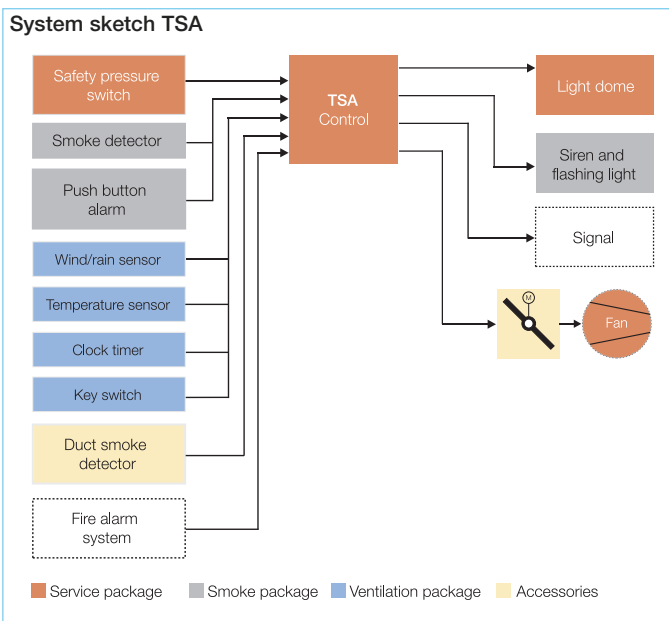 System sketch TSA
Safety pressure
switch
Smoke detector
Push button
alarm
Wind/rain sensor
Temperature sensor
Clock timer
Key switch
Duct smoke
detector
Fire alarm
system
TSA
Control
Light dome
Siren and
flashing light
Signal
M
Fan
Service package
Smoke package
Ventilation package
Accessories